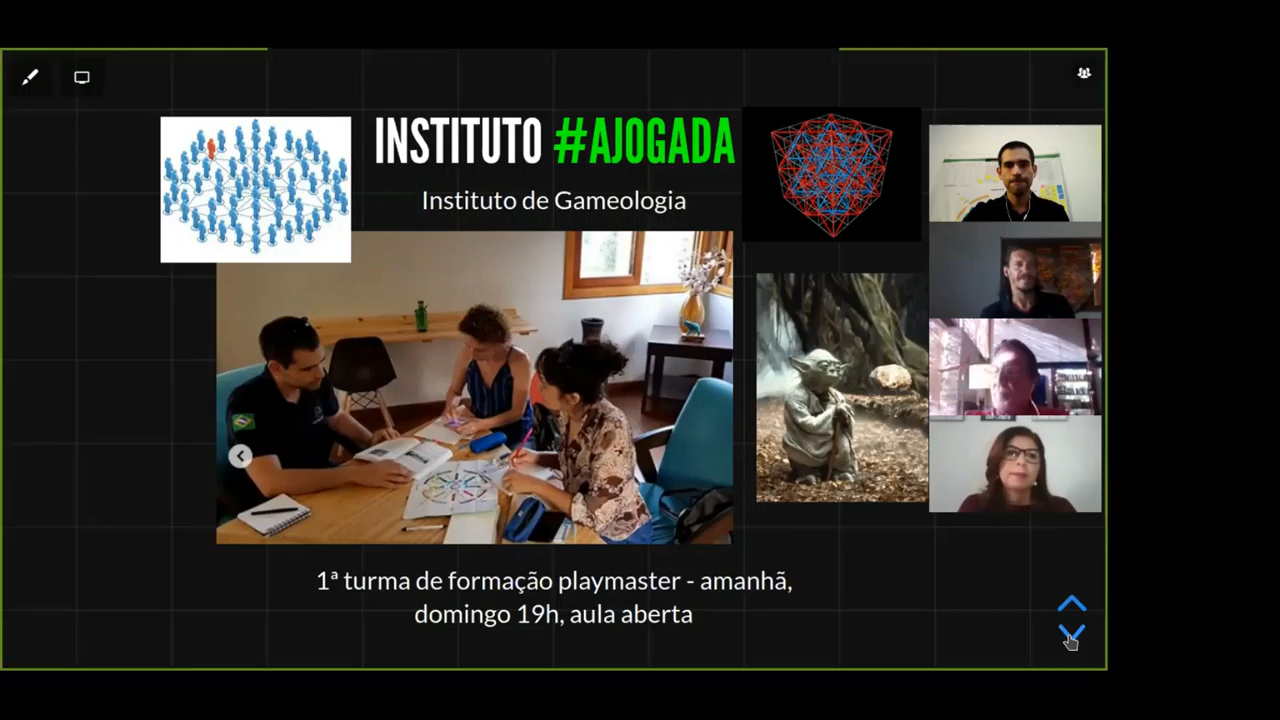 INSTITUTO #AJOGADA
Instituto de Gameologia
1ª turma de formação playmaster - amanhã,
domingo 19h, aula aberta